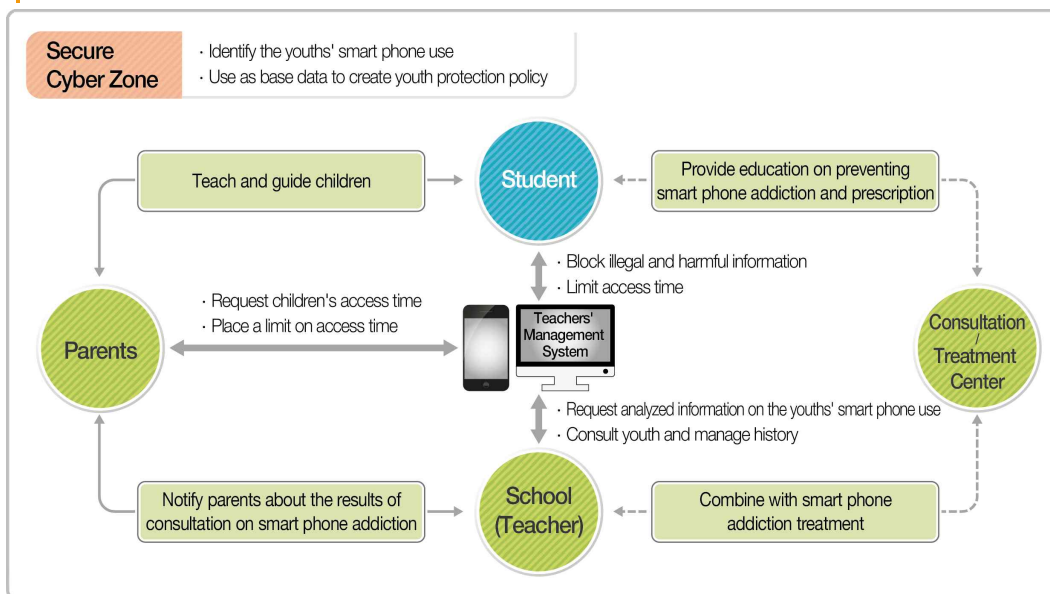 Secure
Cyber Zone
· Identify the youths' smart phone use
· Use as base data to create youth protection policy
Teach and guide children
Student
Provide education on preventing
smart phone addiction and prescription
· Block illegal and harmful information
· Limit access time
· Request children's access time
· Place a limit on access time
Parents
Teachers'
Management
System
Consultation
/
Treatment
Center
· Request analyzed information on the youths' smart phone use
· Consult youth and manage history
Notify parents about the results of
consultation on smart phone addiction
School
(Teacher)
Combine with smart phone
addiction treatment